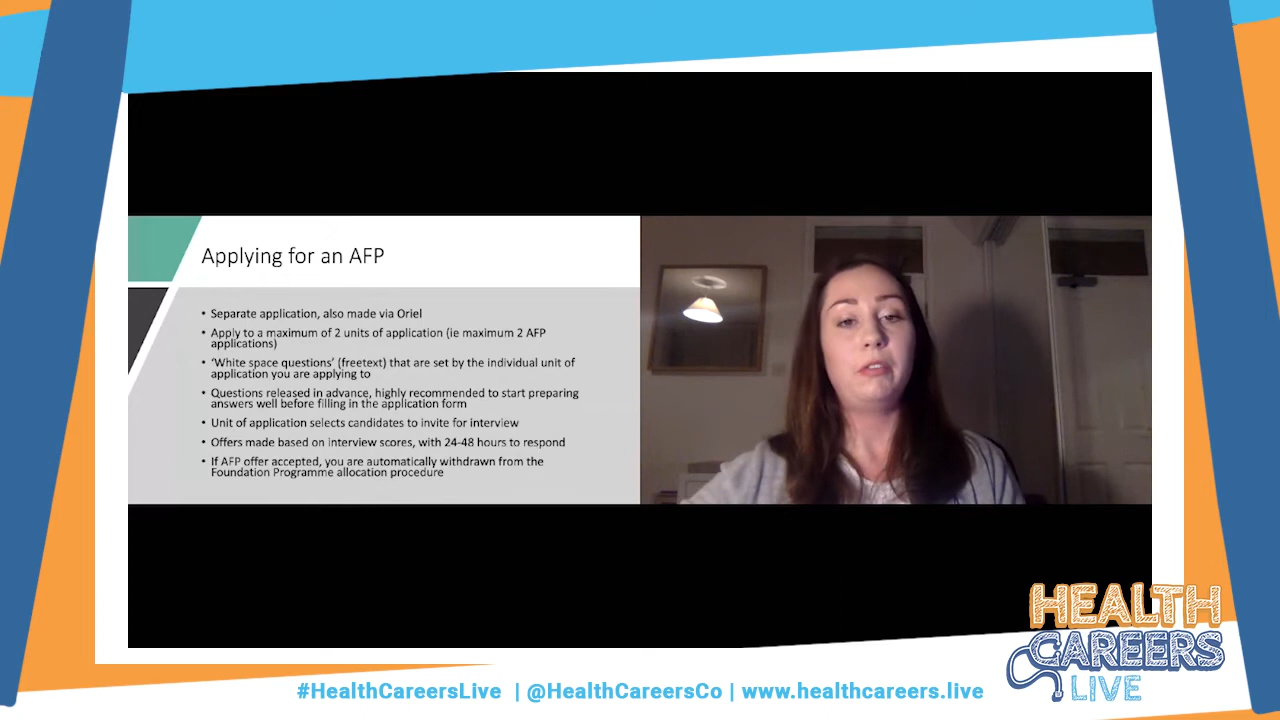 Applying for an AFP
• Separate application, also made via Oriel
• Apply to a maximum of 2 units of application (ie maximum 2 AFP
applications)
• 'White space questions' (freetext) that are set by the individual unit of
application you are applying to
• Questions released in advance, highly recommended to start preparing
answers well before filling in the application form
• Unit of application selects candidates to invite for interview
• Offers made based on interview scores, with 24-48 hours to respond
• If AFP offer accepted, you are automatically withdrawn from the
Foundation Programme allocation procedure
HEALTH
CAREERS
LIVE
#HealthCareersLive | @HealthCareersCo | www.healthcareers.live